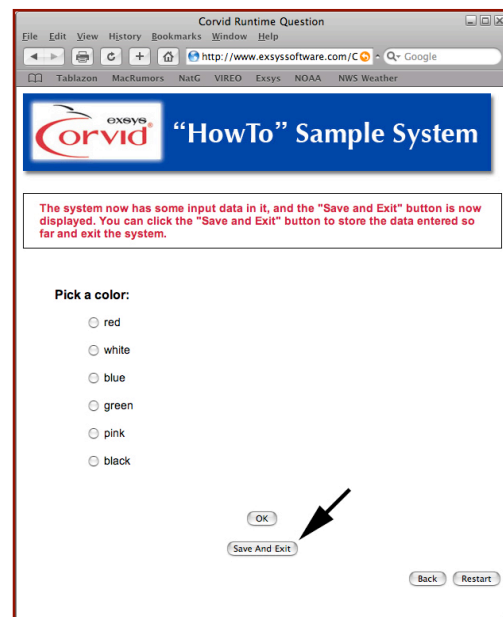 Corvid Runtime Question
File Edit View History Bookmarks Window Help
http://www.exsyssoftware.com/C
Google
Tablazon MacRumors NatG VIREO Exsys NOAA NWS Weather
exsys
Corvid
"HowTo" Sample System
The system now has some input data in it, and the "Save and Exit" button is now
displayed. You can click the "Save and Exit" button to store the data entered so
far and exit the system.
Pick a color:
red
white
blue
green
pink
black
OK
Save And Exit
Back Restart